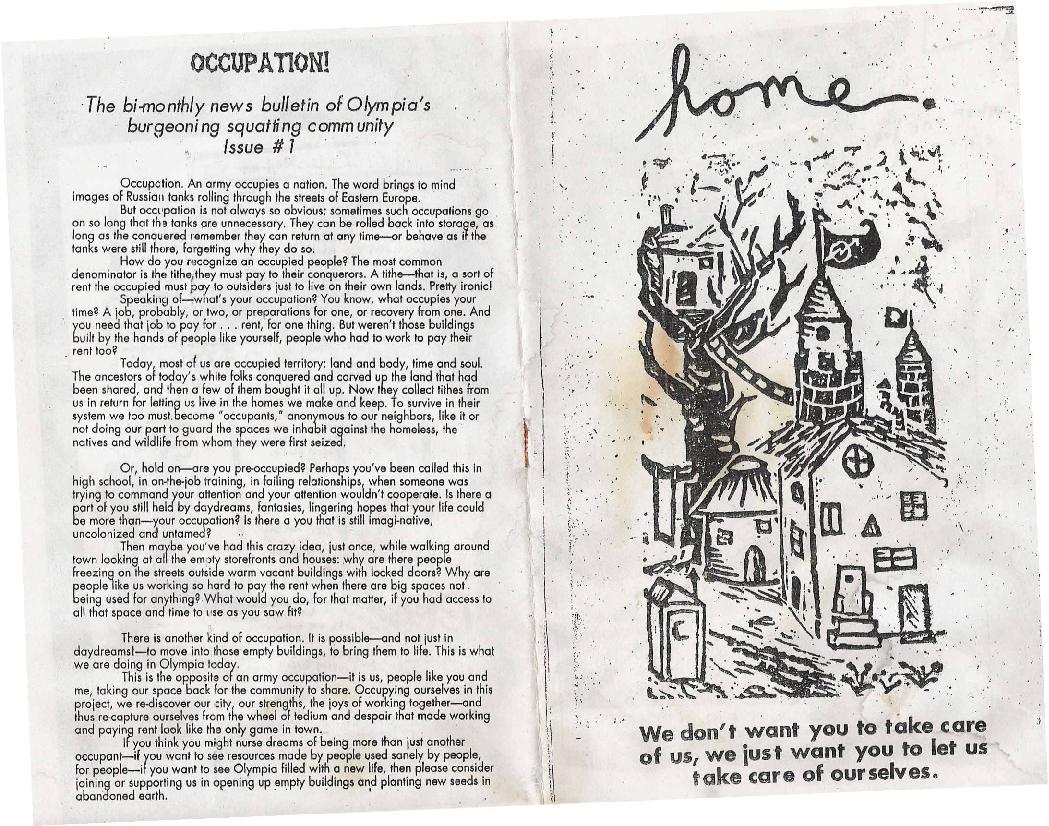 OCCUPATION!
The bi-monthly news bulletin of Olympia's
burgeoning squatting community
Issue #1
Occupation. An army occupies a nation. The word brings to mind
images of Russian tanks rolling through the streets of Eastern Europe.
But occupation is not always so obvious; sometimes such occupations go
on so long that the tanks are unnecessary. They can be rolled back into storage, as
long as the conquered remember they can return at any time—or behave as if the
tanks were still there, forgetting why they do so.
How do you recognize an occupied people? The most common
denominator is the tithe they must pay to their conquerors. A tithe—that is, a sort of
rent the occupied must pay to outsiders just to live on their own lands. Pretty ironic!
Speaking of—what's your occupation? You know, what occupies your
time? A job, probably, or two, or preparations for one, or recovery from one. And
you need that job to pay for . . . rent, for one thing. But weren't those buildings
built by the hands of people like yourself, people who had to work to pay their
rent too?
Today, most of us are occupied territory: land and body, time and soul.
The ancestors of today's white folks conquered and carved up the land that had
been shared, and then a few of them bought it all up. Now they collect tithes from
us in return for letting us live in the homes we make and keep. To survive in their
system we too must become "occupants," anonymous to our neighbors, like it or
not doing our part to guard the spaces we inhabit against the homeless, the
natives and wildlife from whom they were first seized.
Or, hold on—are you pre-occupied? Perhaps you've been called this in
high school, in on-the-job training, in failing relationships, when someone was
trying to command your attention and your attention wouldn't cooperate. Is there a
part of you still held by daydreams, fantasies, lingering hopes that your life could
be more than—your occupation? Is there a you that is still imagi-native,
uncolonized and untamed?
Then maybe you've had this crazy idea, just once, while walking around
town looking at all the empty storefronts and houses: why are there people
freezing on the streets outside warm vacant buildings with locked doors? Why are
people like us working so hard to pay the rent when there are big spaces not
being used for anything? What would you do, for that matter, if you had access to
all that space and time to use as you saw fit?
There is another kind of occupation. It is possible—and not just in
daydreams!—to move into those empty buildings, to bring them to life. This is what
we are doing in Olympia today.
This is the opposite of an army occupation—it is us, people like you and
me, taking our space back for the community to share. Occupying ourselves in this
project, we re-discover our city, our strengths, the joys of working together—and
thus re-capture ourselves from the wheel of tedium and despair that made working
and paying rent look like the only game in town.
If you think you might nurse dreams of being more than just another
occupant—if you want to see resources made by people used sanely by people,
for people—if you want to see Olympia filled with a new life, then please consider
joining or supporting us in opening up empty buildings and planting new seeds in
abandoned earth.
home.
We don't want you to take care
of us, we just want you to let us
take care of ourselves.